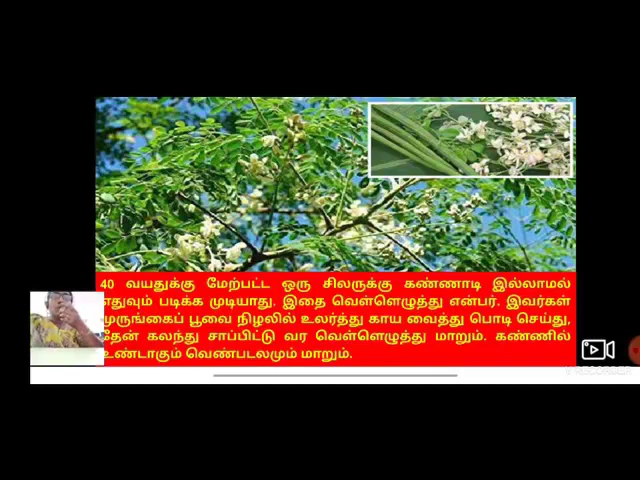 40 வயதுக்கு மேற்பட்ட ஒரு சிலருக்கு கண்ணாடி இல்லாமல்
எதுவும் படிக்க முடியாது. இதை வெள்ளெழுத்து என்பர். இவர்கள்
முருங்கைப் பூவை நிழலில் உலர்த்து காய வைத்து பொடி செய்து,
தேன் கலந்து சாப்பிட்டு வர வெள்ளெழுத்து மாறும். கண்ணில்
உண்டாகும் வெண்படலமும் மாறும்.
RECORDER